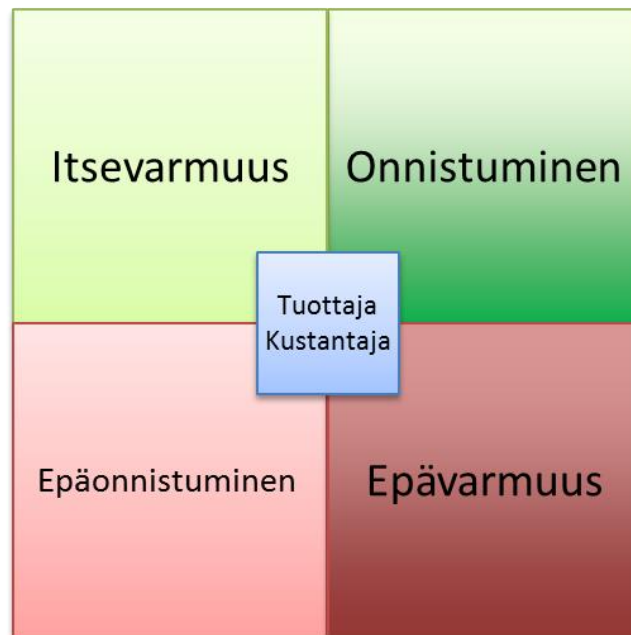 Itsevarmuus
Onnistuminen
Tuottaja
Kustantaja
Epäonnistuminen
Epävarmuus